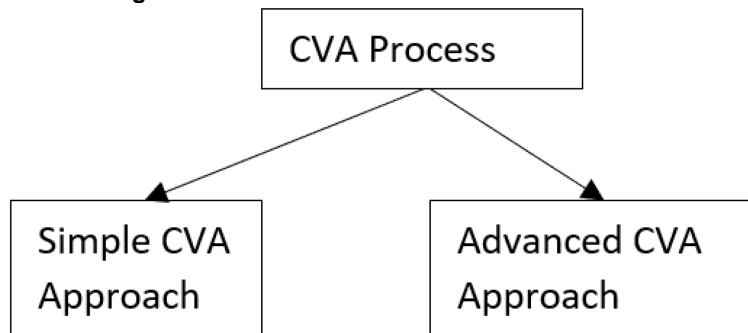 CVA Process
Simple CVA
Approach
Advanced CVA
Approach